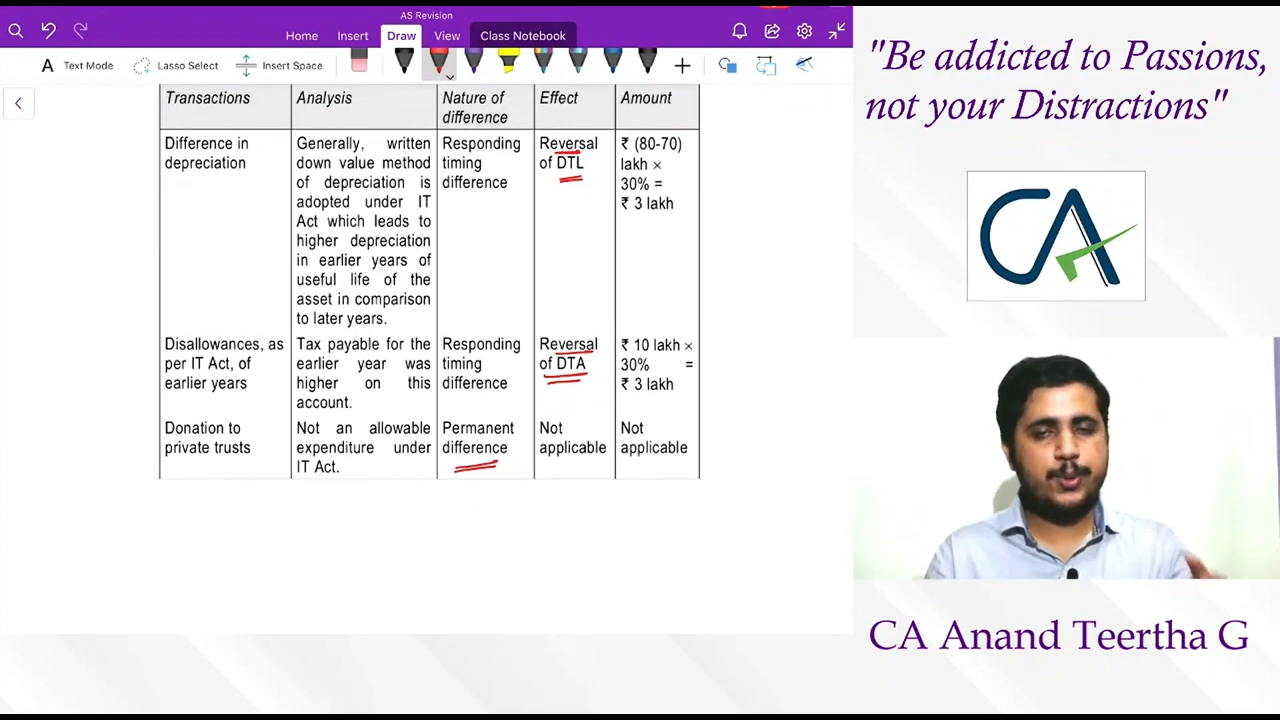 AS Revision
Home Insert Draw View Class Notebook
A Text Mode Lasso Select Insert Space
Transactions Analysis Nature of difference Effect Amount
Difference in
depreciation
Generally, written
down value method
of depreciation is
adopted under IT
Act which leads to
higher depreciation
in earlier years of
useful life of the
asset in comparison
to later years.
Responding
timing
difference
Reversal
of DTL
₹ (80-70)
lakh ×
30% =
₹ 3 lakh
Disallowances, as
per IT Act, of
earlier years
Tax payable for the
earlier year was
higher on this
account.
Responding
timing
difference
Reversal
of DTA
₹ 10 lakh ×
30% =
₹ 3 lakh
Donation to
private trusts
Not an allowable
expenditure under
IT Act.
Permanent
difference
Not
applicable
Not
applicable
"Be addicted to Passions,
not your Distractions"
CA
CA Anand Teertha G